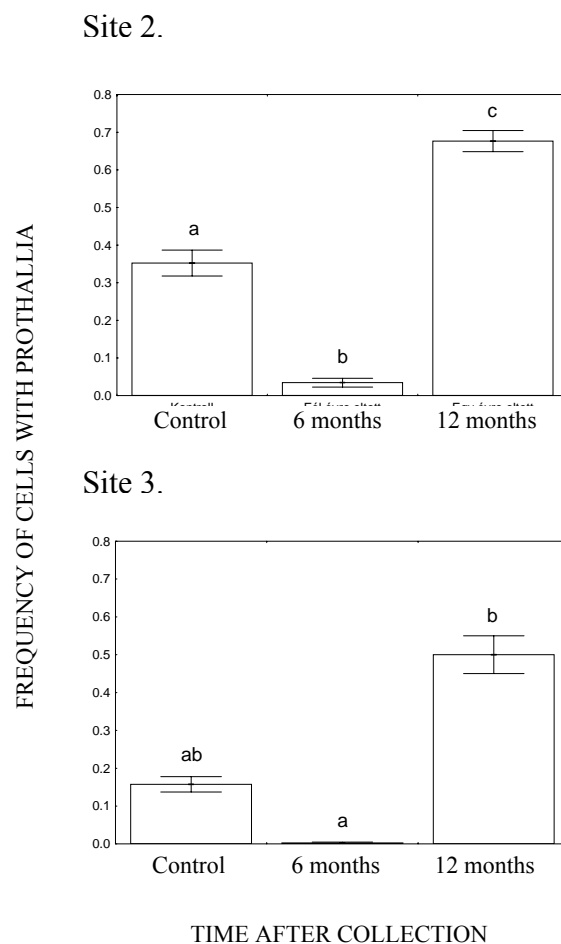 Site 2.
FREQUENCY OF CELLS WITH PROTHALLIA
0.8
0.7
0.6
0.5
0.4
0.3
0.2
0.1
0.0
a
b
c
Control
6 months
12 months
Site 3.
0.8
0.7
0.6
0.5
0.4
0.3
0.2
0.1
0.0
ab
a
b
Control
6 months
12 months
TIME AFTER COLLECTION